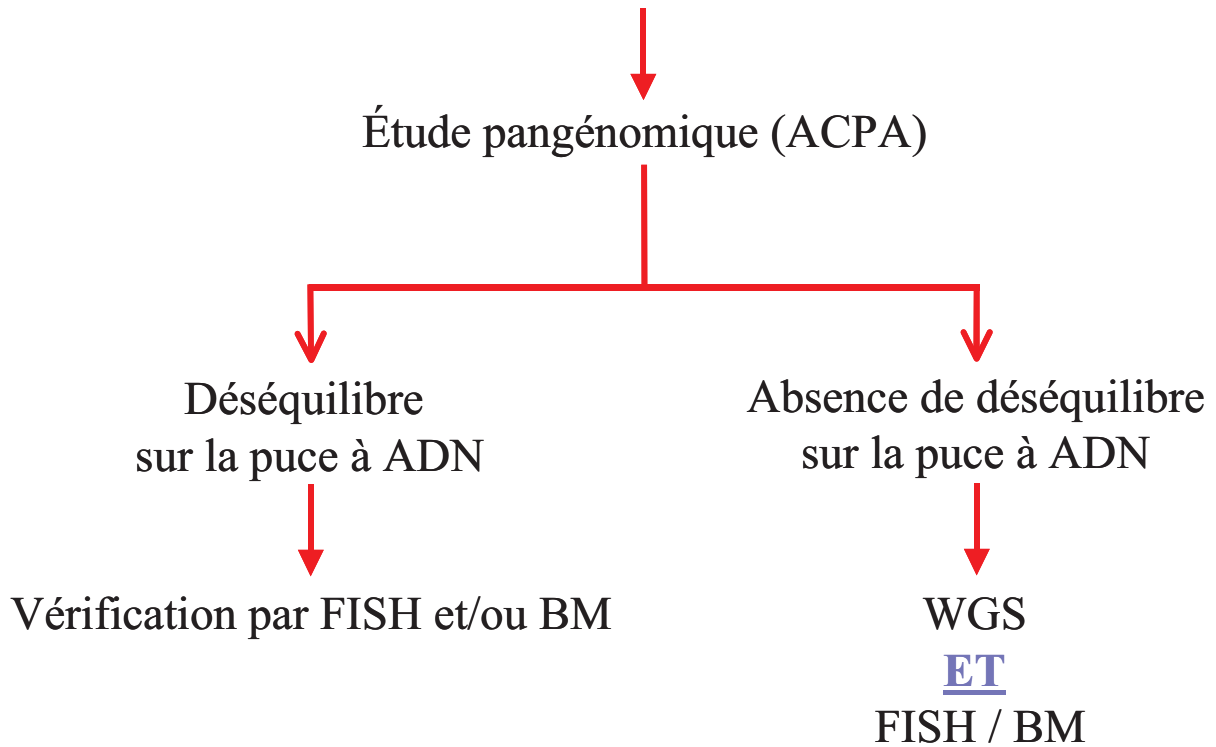 Étude pangénomique (ACPA)
Déséquilibre
sur la puce à ADN
Absence de déséquilibre
sur la puce à ADN
Vérification par FISH et/ou BM
WGS
ET
FISH / BM